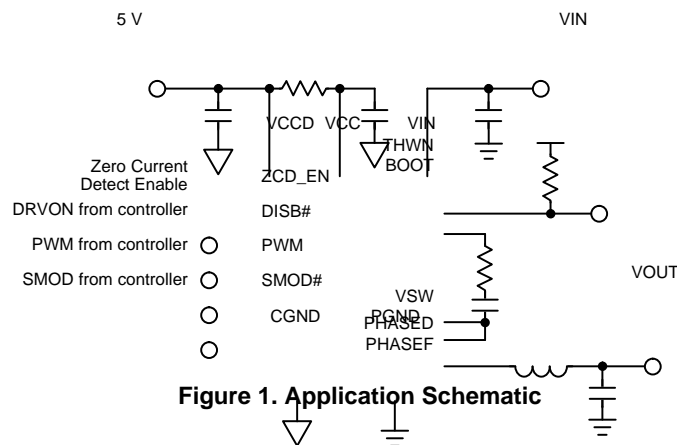 5 V
VIN
VCCD VCC VIN
THWN
BOOT
Zero Current
Detect Enable
ZCD_EN
DRVON from controller
DISB#
PWM from controller
PWM
SMOD from controller
SMOD#
VOUT
VSW
CGND PGND
PHASED
PHASEF
Figure 1. Application Schematic